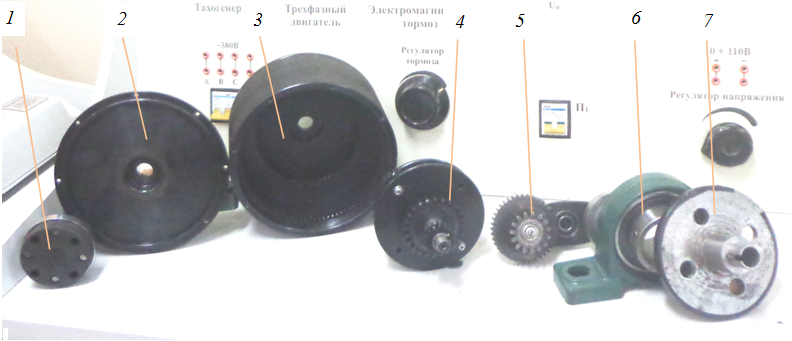 1 2 3 4 5 6 7
Тахогенер
~380В
А В С
Трехфазный
двигатель
Электромагни
тормоз
Регулятор
тормоза
П₁
0 ÷ 110В
Регулятор напряжения